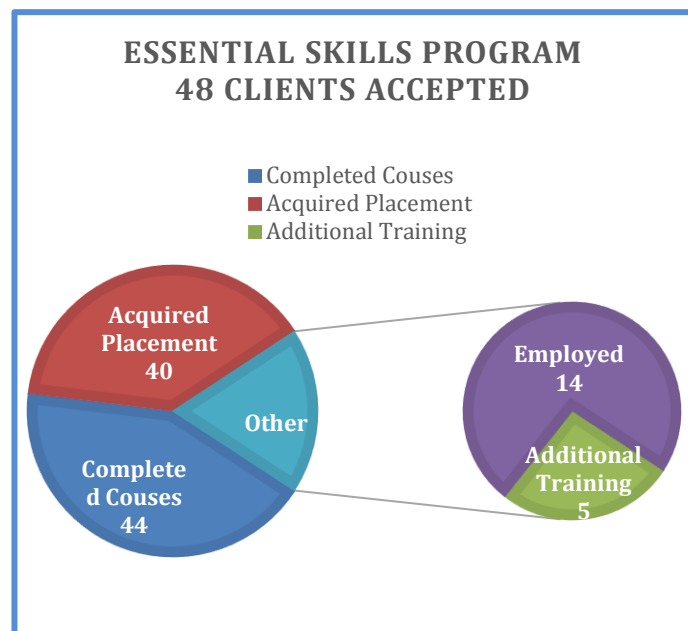 ESSENTIAL SKILLS PROGRAM
48 CLIENTS ACCEPTED
Completed Couses
Acquired Placement
Additional Training
Acquired
Placement
40
Other
Complete
d Couses
44
Employed
14
Additional
Training
5